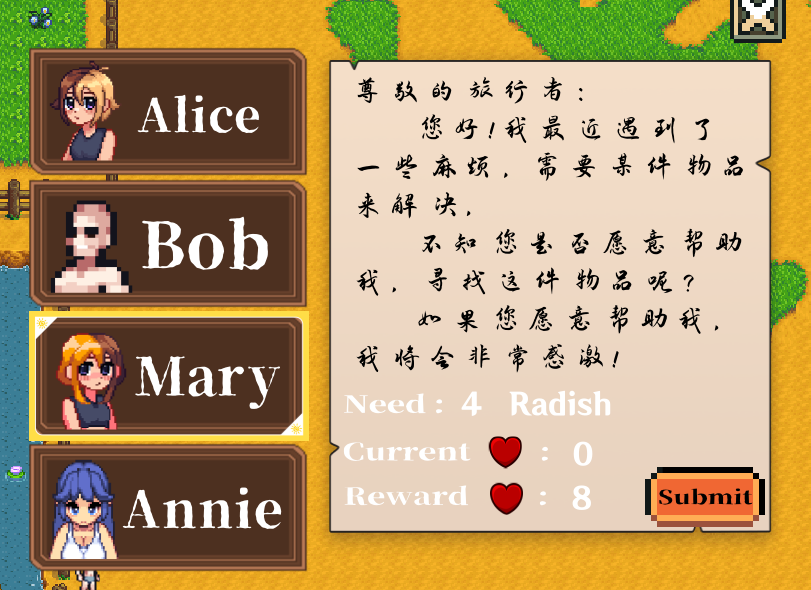 Alice
Bob
Mary
Annie
尊敬的旅行者：
您好！我最近遇到了
一些麻烦，需要某件物品
来解决，
不知您是否愿意帮助
我，寻找这件物品呢？
如果您愿意帮助我，
我将会非常感激！
Need : 4 Radish
Current : 0
Reward : 8
Submit